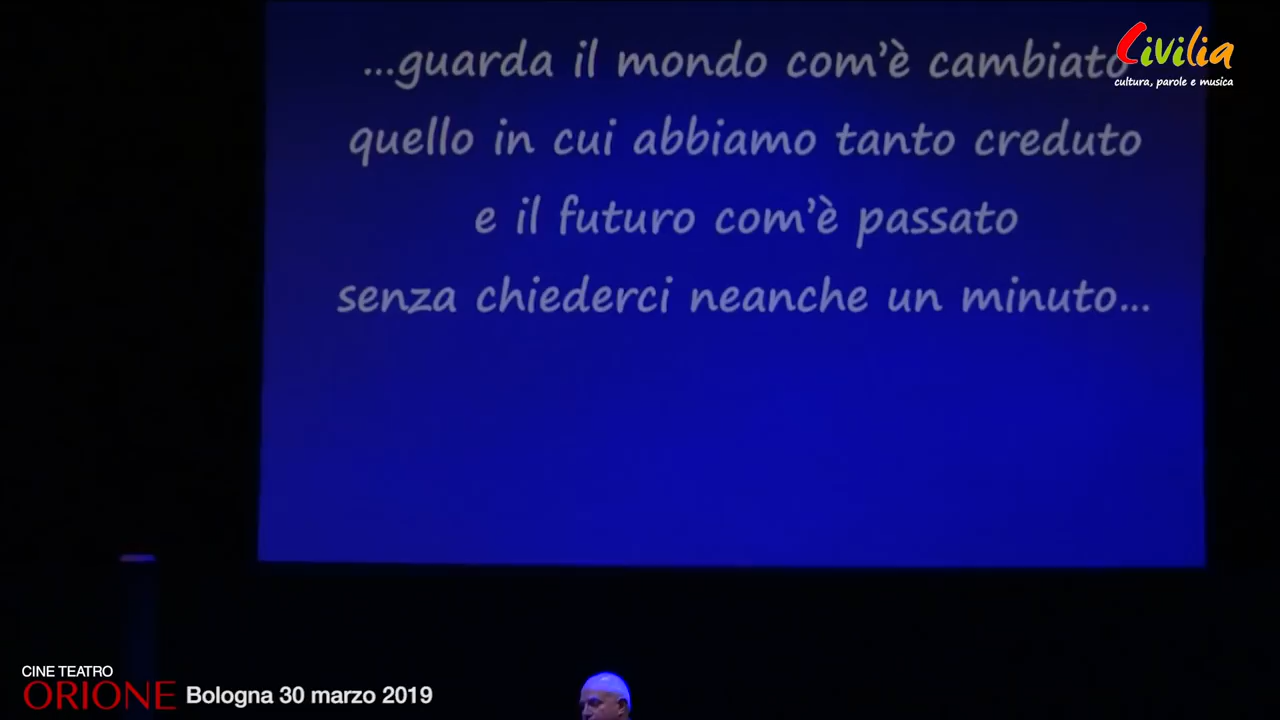 ...guarda il mondo com'è cambiato
quello in cui abbiamo tanto creduto
e il futuro com'è passato
senza chiederci neanche un minuto...
Civilia
cultura, parole e musica
CINE TEATRO
ORIONE Bologna 30 marzo 2019